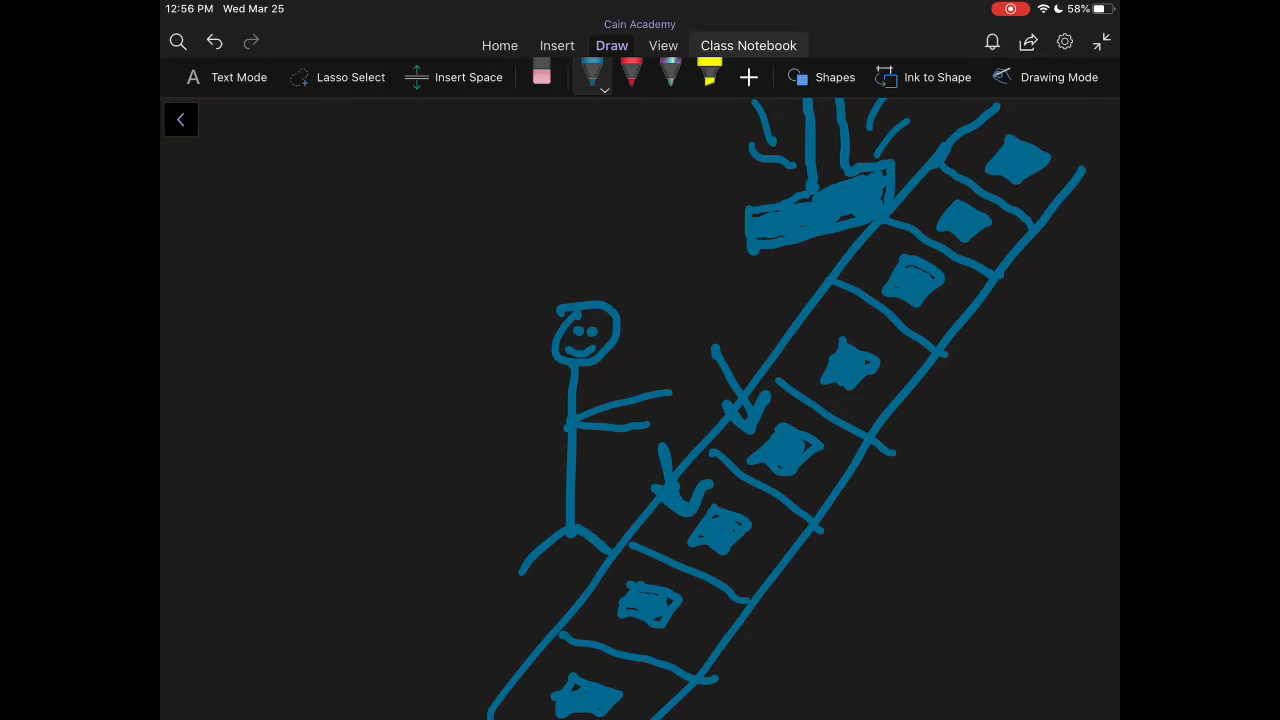 12:56 PM Wed Mar 25
58%
Cain Academy
Home Insert Draw View Class Notebook
Text Mode Lasso Select Insert Space Shapes Ink to Shape Drawing Mode